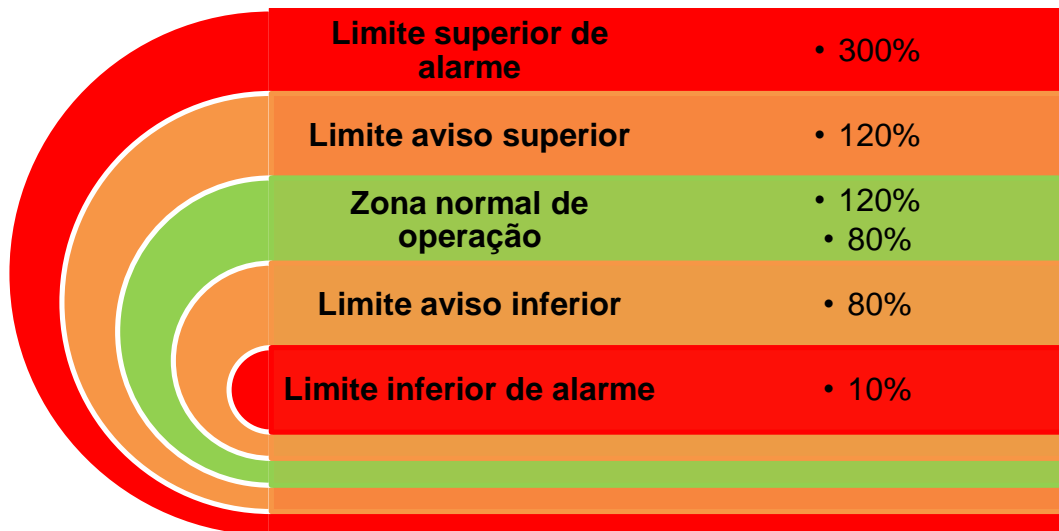 Limite superior de
alarme
• 300%
Limite aviso superior
• 120%
Zona normal de
operação
• 120%
• 80%
Limite aviso inferior
• 80%
Limite inferior de alarme
• 10%